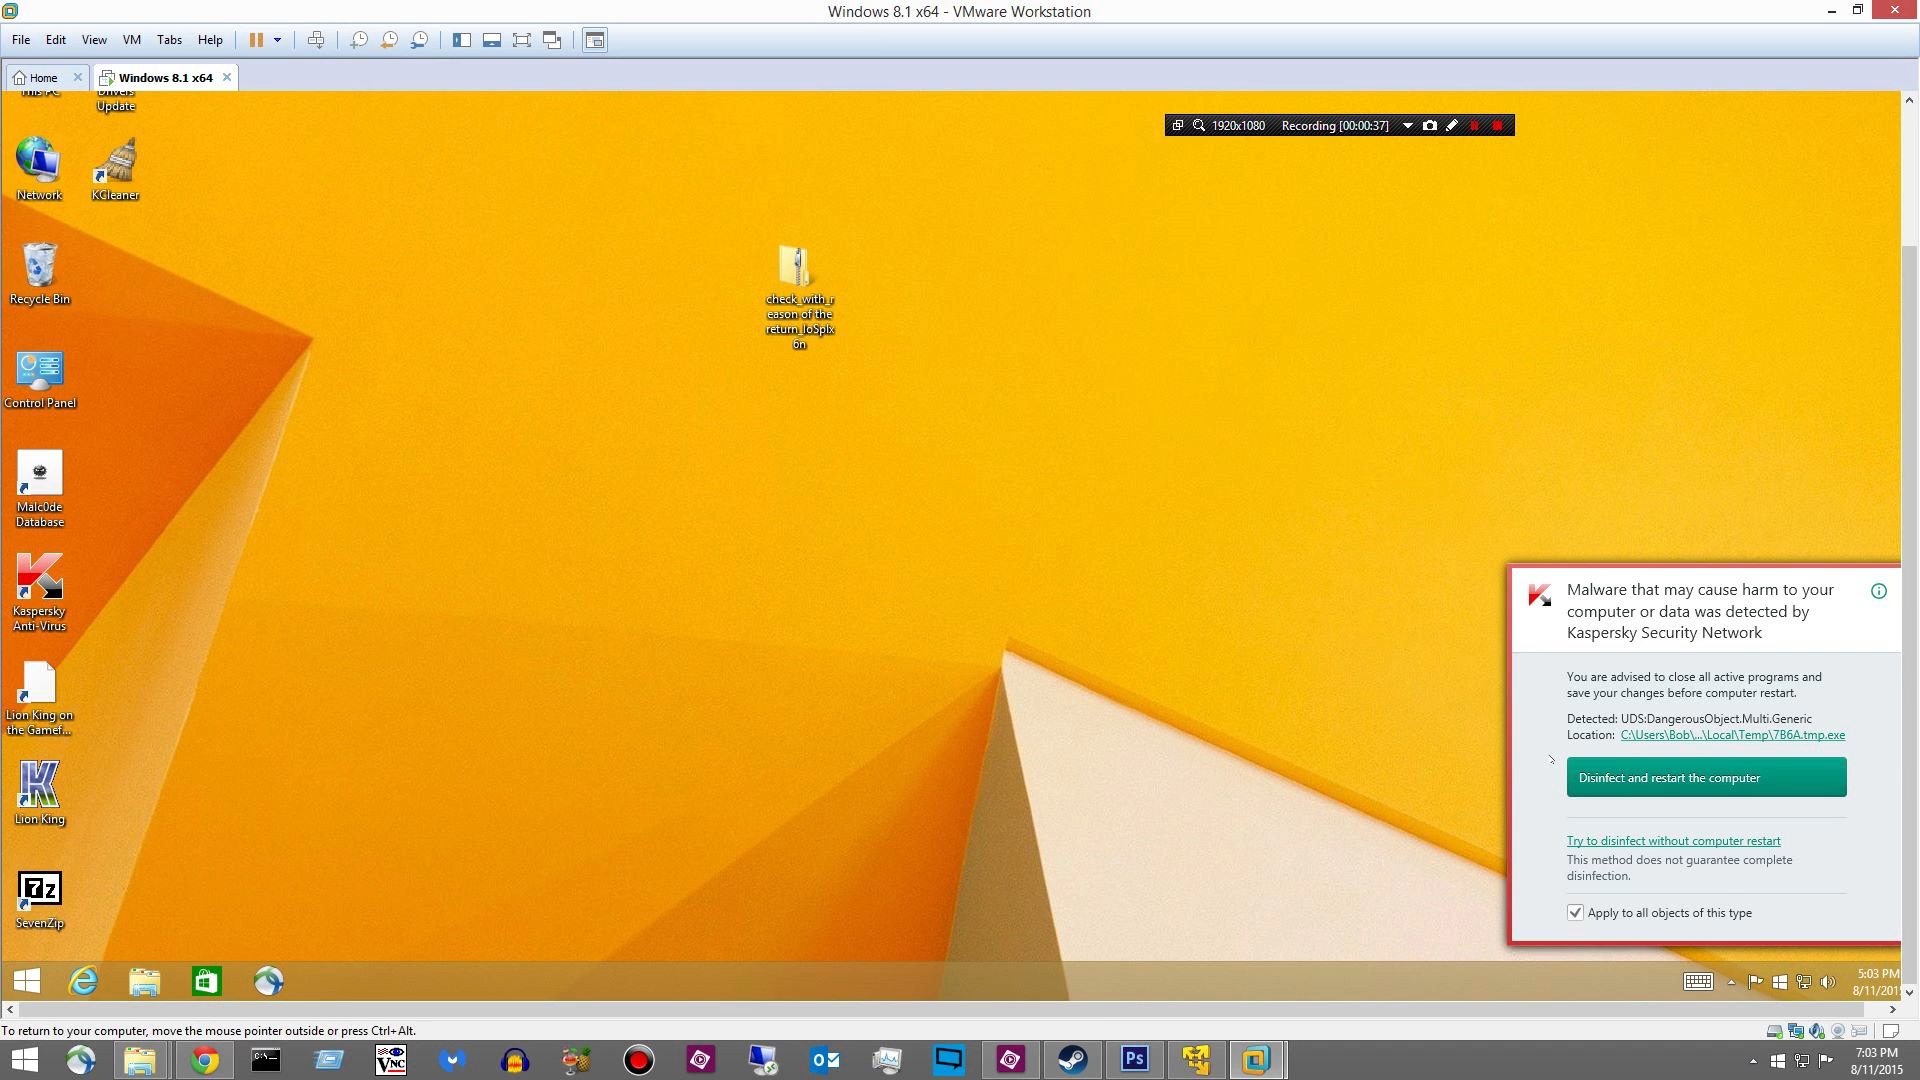 Windows 8.1 x64 - VMware Workstation
File Edit View VM Tabs Help
Home Windows 8.1 x64
This PC
Drivers
Update
1920x1080 Recording [00:00:37]
Network
KCleaner
Recycle Bin
check_with_r
eason of the
return_IoSplx
6n
Control Panel
Malc0de
Database
Kaspersky
Anti-Virus
Lion King on
the Gamef...
Lion King
7z
SevenZip
Malware that may cause harm to your
computer or data was detected by
Kaspersky Security Network
You are advised to close all active programs and
save your changes before computer restart.
Detected: UDS:DangerousObject.Multi.Generic
Location: C:\Users\Bob\...\Local\Temp\7B6A.tmp.exe
Disinfect and restart the computer
Try to disinfect without computer restart
This method does not guarantee complete
disinfection.
Apply to all objects of this type
5:03 PM
8/11/201
To return to your computer, move the mouse pointer outside or press Ctrl+Alt.
C:\
VNC
Ps
7:03 PM
8/11/2015